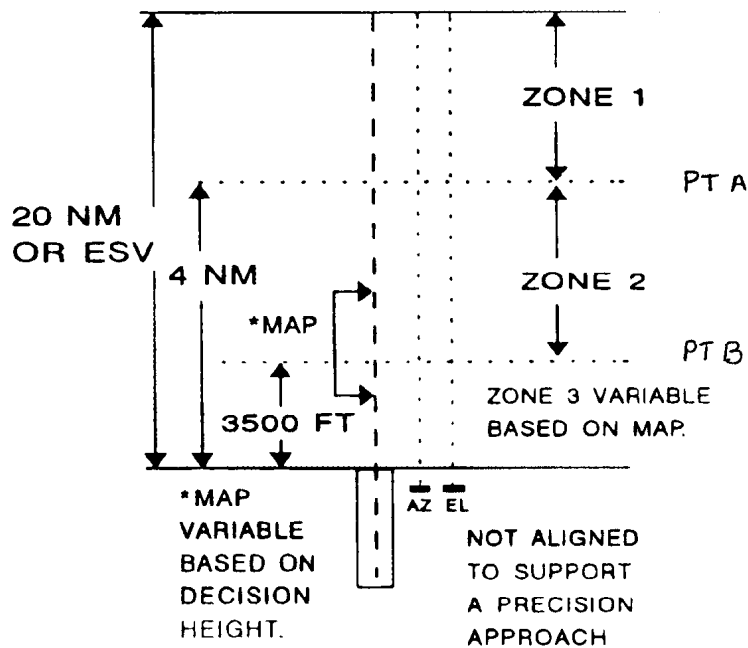 ZONE 1
PT A
20 NM
OR ESV
4 NM
ZONE 2
*MAP
PT B
3500 FT
ZONE 3 VARIABLE
BASED ON MAP.
AZ EL
*MAP
VARIABLE
BASED ON
DECISION
HEIGHT.
NOT ALIGNED
TO SUPPORT
A PRECISION
APPROACH